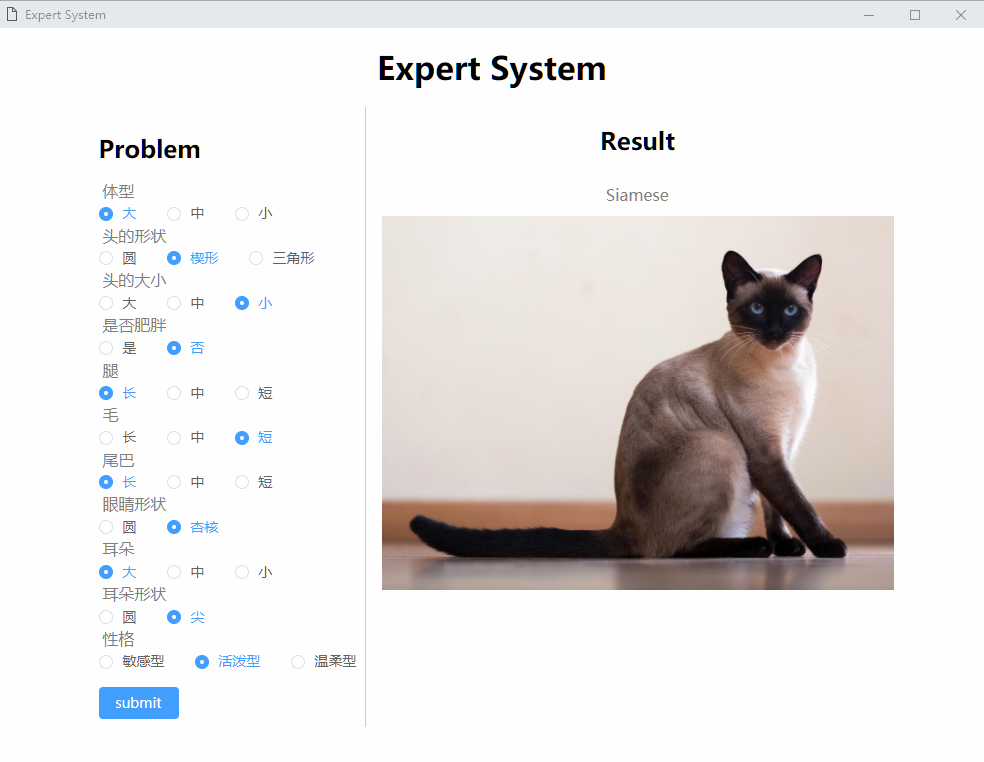 Expert System
Expert System
Problem
体型
大 中 小
头的形状
圆 楔形 三角形
头的大小
大 中 小
是否肥胖
是 否
腿
长 中 短
毛
长 中 短
尾巴
长 中 短
眼睛形状
圆 杏核
耳朵
大 中 小
耳朵形状
圆 尖
性格
敏感型 活泼型 温柔型
submit
Result
Siamese